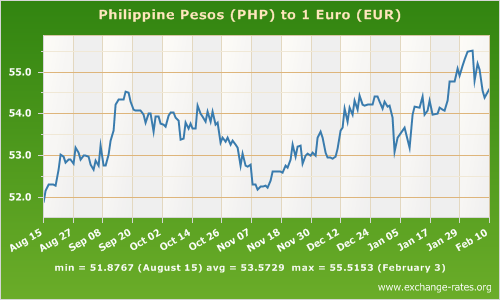 Philippine Pesos (PHP) to 1 Euro (EUR)
55.0
54.0
53.0
52.0
Aug 15 Aug 27 Sep 08 Sep 20 Oct 02 Oct 14 Oct 26 Nov 07 Nov 18 Nov 30 Dec 12 Dec 24 Jan 05 Jan 17 Jan 29 Feb 10
min = 51.8767 (August 15) avg = 53.5729 max = 55.5153 (February 3)
www.exchange-rates.org